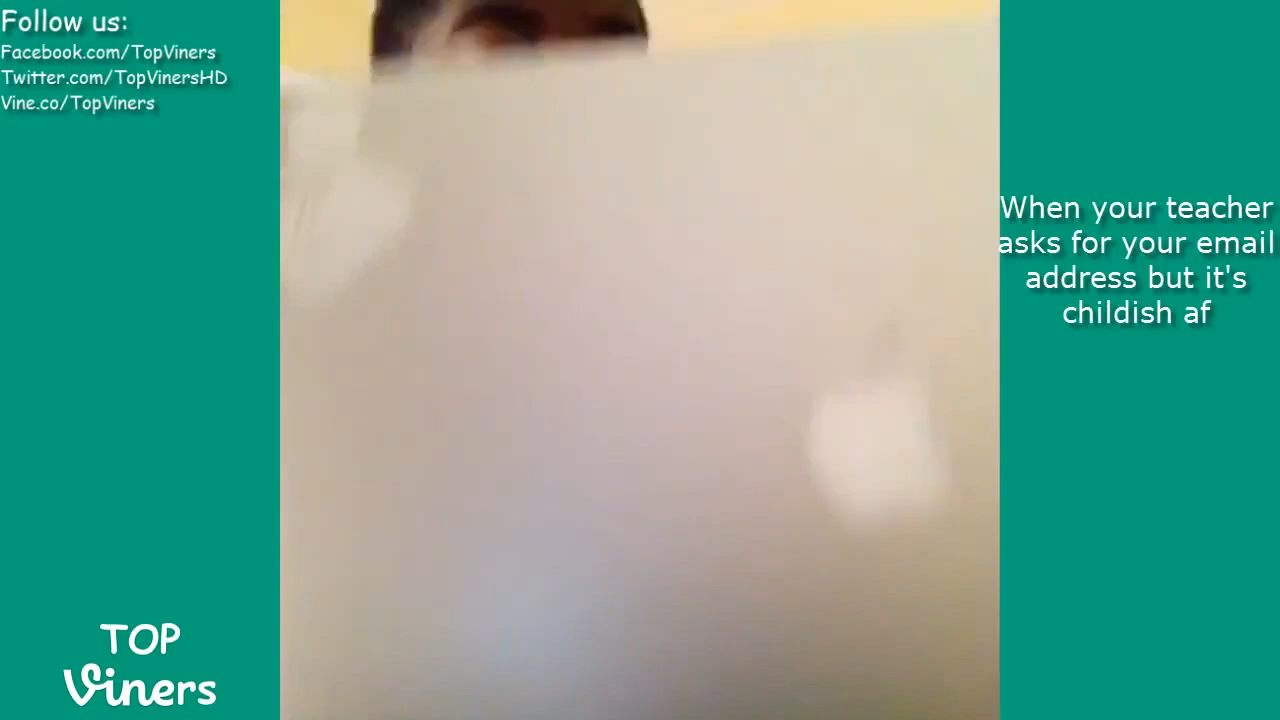 Follow us:
Facebook.com/TopViners
Twitter.com/TopVinersHD
Vine.co/TopViners
When your teacher
asks for your email
address but it's
childish af
TOP
Viners